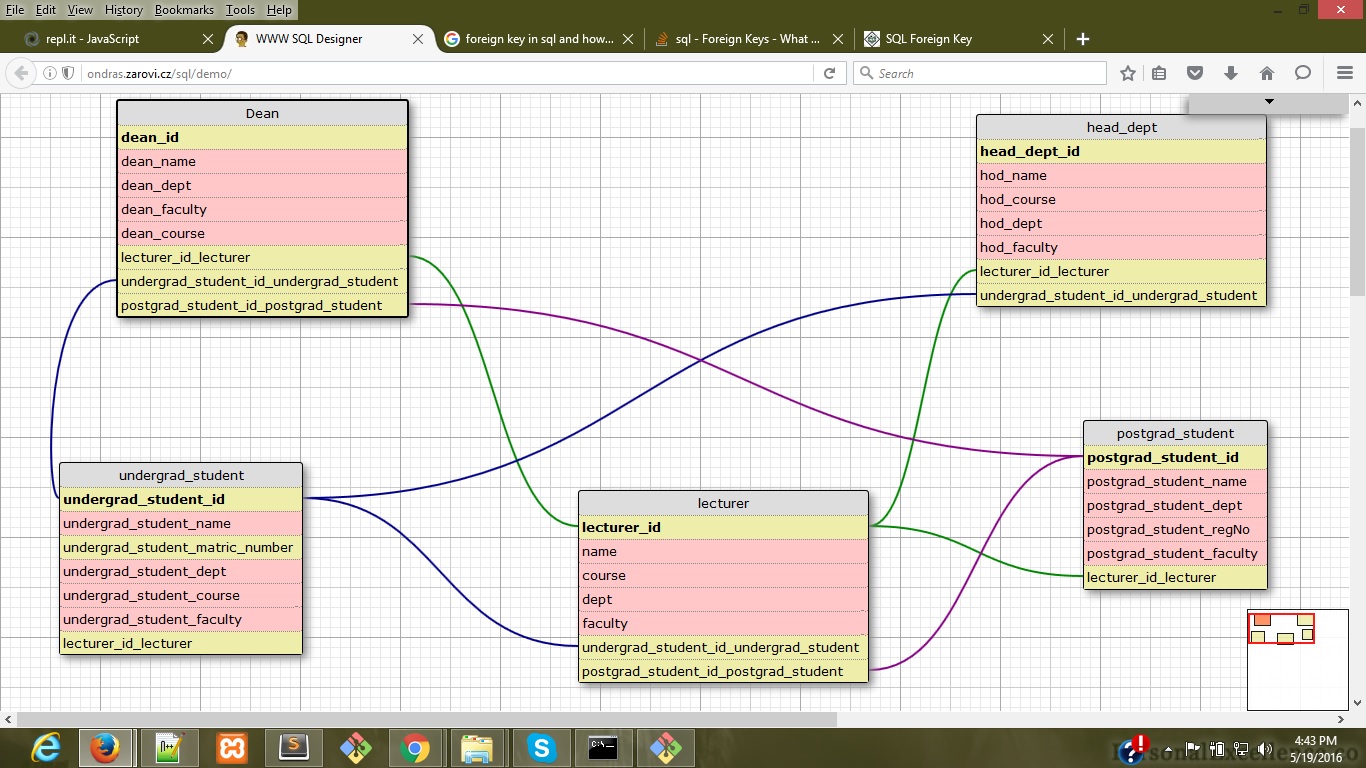 File Edit View History Bookmarks Tools Help
repl.it - JavaScript
WWW SQL Designer
foreign key in sql and how...
sql - Foreign Keys - What ...
SQL Foreign Key
ondras.zarovi.cz/sql/demo/
Search
Dean
dean_id
dean_name
dean_dept
dean_faculty
dean_course
lecturer_id_lecturer
undergrad_student_id_undergrad_student
postgrad_student_id_postgrad_student
head_dept
head_dept_id
hod_name
hod_course
hod_dept
hod_faculty
lecturer_id_lecturer
undergrad_student_id_undergrad_student
undergrad_student
undergrad_student_id
undergrad_student_name
undergrad_student_matric_number
undergrad_student_dept
undergrad_student_course
undergrad_student_faculty
lecturer_id_lecturer
lecturer
lecturer_id
name
course
dept
faculty
undergrad_student_id_undergrad_student
postgrad_student_id_postgrad_student
postgrad_student
postgrad_student_id
postgrad_student_name
postgrad_student_dept
postgrad_student_regNo
postgrad_student_faculty
lecturer_id_lecturer
4:43 PM
5/19/2016